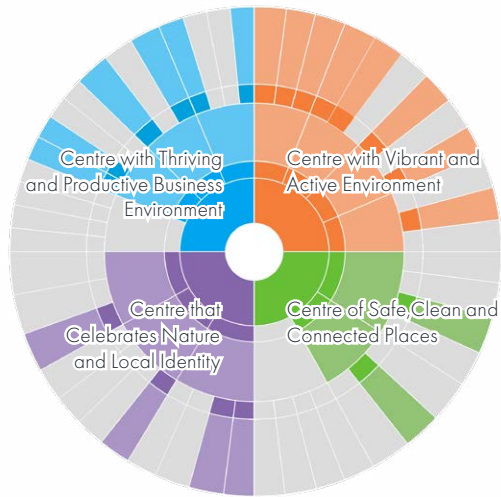 Centre with Thriving
and Productive Business
Environment
Centre with Vibrant and
Active Environment
Centre that
Celebrates Nature
and Local Identity
Centre of Safe,Clean and
Connected Places